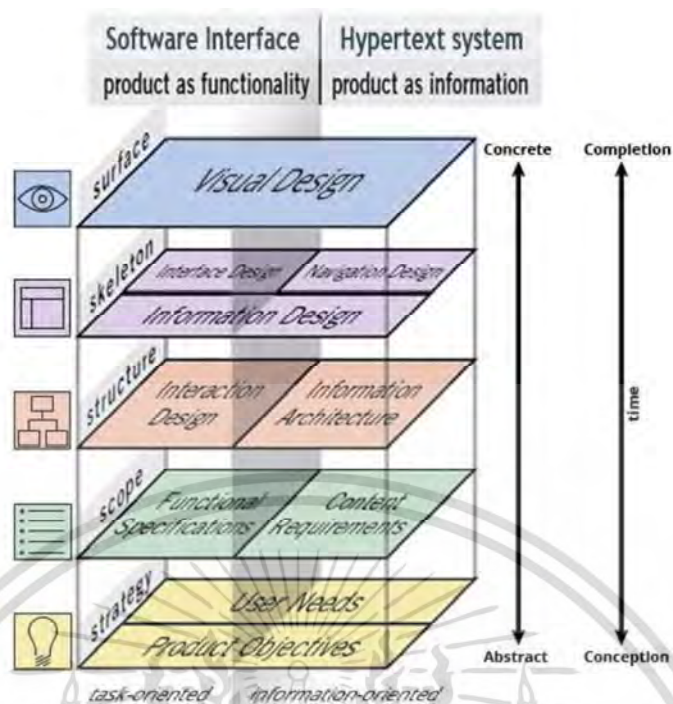 Software Interface
product as functionality
Hypertext system
product as information
Concrete
Completion
surface
Visual Design
skeleton
Interface Design
Navigation Design
Information Design
structure
Interaction
Design
Information
Architecture
time
scope
Functional
Specifications
Content
Requirements
strategy
User Needs
Product Objectives
Abstract
Conception
task-oriented
information-oriented